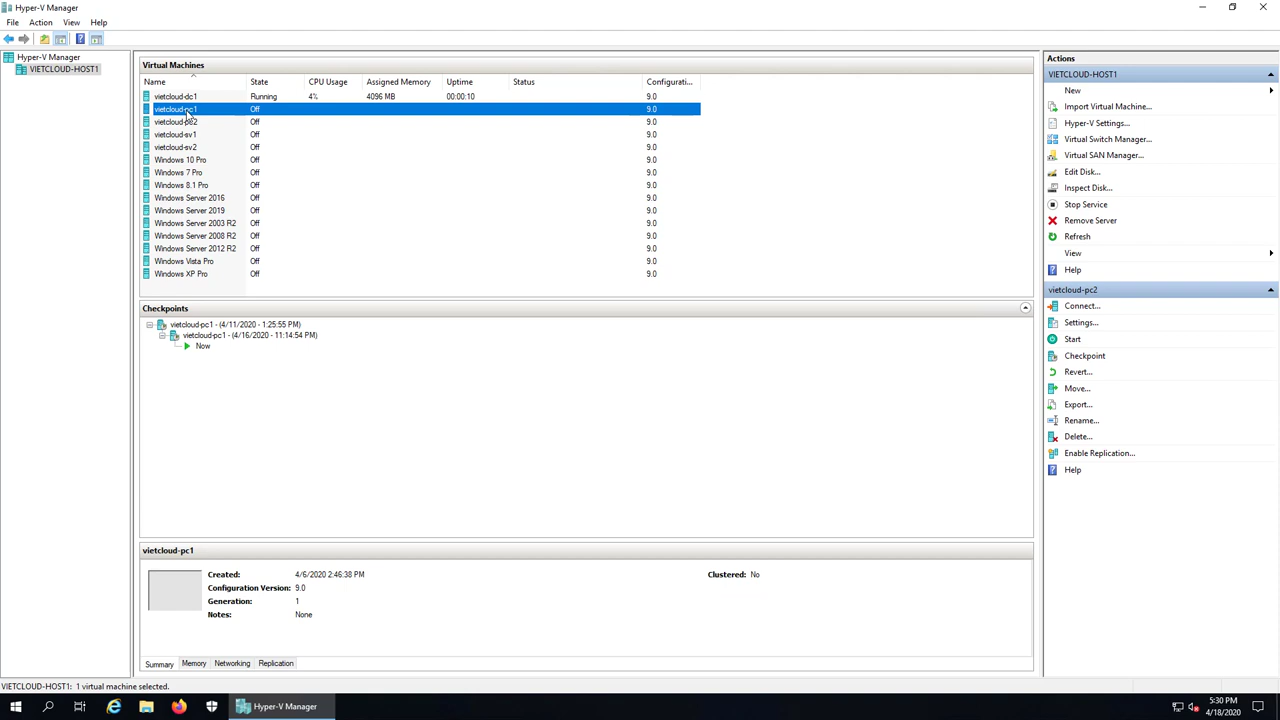 Hyper-V Manager
File Action View Help
Hyper-V Manager
VIETCLOUD-HOST1
Virtual Machines
Name State CPU Usage Assigned Memory Uptime Status Configurati...
vietcloud-dc1 Running 4% 4096 MB 00:00:10 9.0
vietcloud-pc1 Off 9.0
vietcloud-pc2 Off 9.0
vietcloud-sv1 Off 9.0
vietcloud-sv2 Off 9.0
Windows 10 Pro Off 9.0
Windows 7 Pro Off 9.0
Windows 8.1 Pro Off 9.0
Windows Server 2016 Off 9.0
Windows Server 2019 Off 9.0
Windows Server 2003 R2 Off 9.0
Windows Server 2008 R2 Off 9.0
Windows Server 2012 R2 Off 9.0
Windows Vista Pro Off 9.0
Windows XP Pro Off 9.0
Checkpoints
vietcloud-pc1 - (4/11/2020 - 1:25:55 PM)
vietcloud-pc1 - (4/16/2020 - 11:14:54 PM)
Now
vietcloud-pc1
Created: 4/6/2020 2:46:38 PM Clustered: No
Configuration Version: 9.0
Generation: 1
Notes: None
Summary Memory Networking Replication
Actions
VIETCLOUD-HOST1
New
Import Virtual Machine...
Hyper-V Settings...
Virtual Switch Manager...
Virtual SAN Manager...
Edit Disk...
Inspect Disk...
Stop Service
Remove Server
Refresh
View
Help
vietcloud-pc2
Connect...
Settings...
Start
Checkpoint
Revert...
Move...
Export...
Rename...
Delete...
Enable Replication...
Help
VIETCLOUD-HOST1: 1 virtual machine selected.
Hyper-V Manager
5:30 PM
4/18/2020